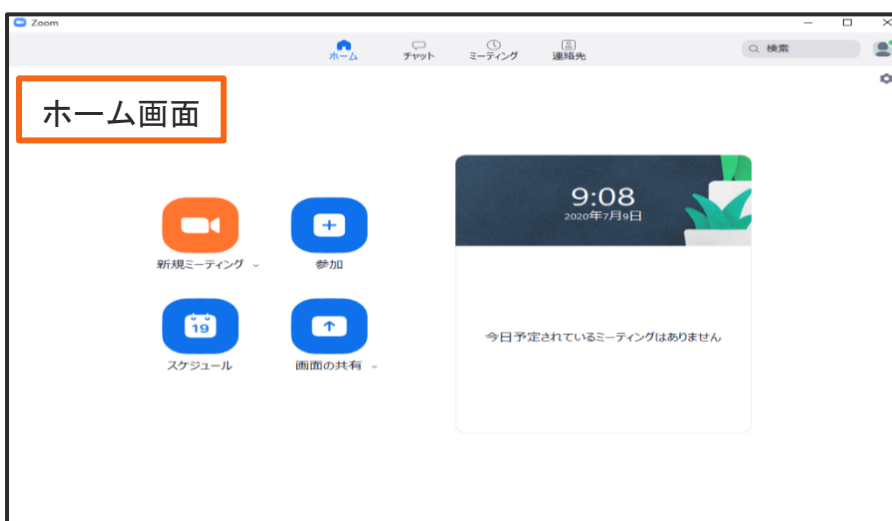 Zoom
ホーム
チャット
ミーティング
連絡先
検索
ホーム画面
9:08
2020年7月9日
新規ミーティング
参加
19
スケジュール
画面の共有
今日予定されているミーティングはありません